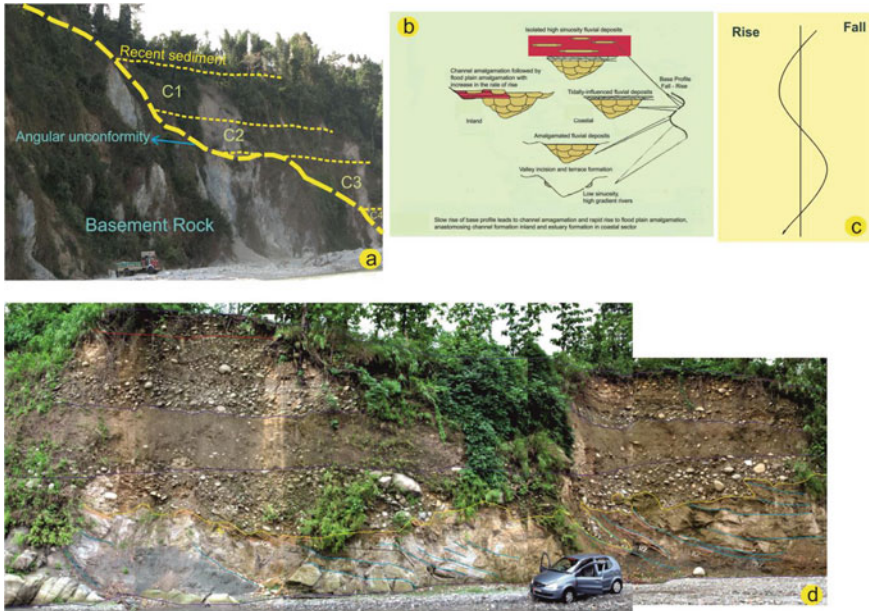 Recent sediment
C1
C2
C3
Angular unconformity
Basement Rock
a
b
Isolated high sinuosity fluvial deposits
Channel amalgamation followed by
flood plain amalgamation with
increase in the rate of rise
Inland
Tidally-influenced fluvial deposits
Coastal
Base Profile
Fall - Rise
Amalgamated fluvial deposits
Valley incision and terrace formation
Low sinuosity,
high gradient rivers
Slow rise of base profile leads to channel amagamation and rapid rise to flood plain amalgamation,
anastomosing channel formation inland and estuary formation in coastal
sector
Rise
Fall
c
d